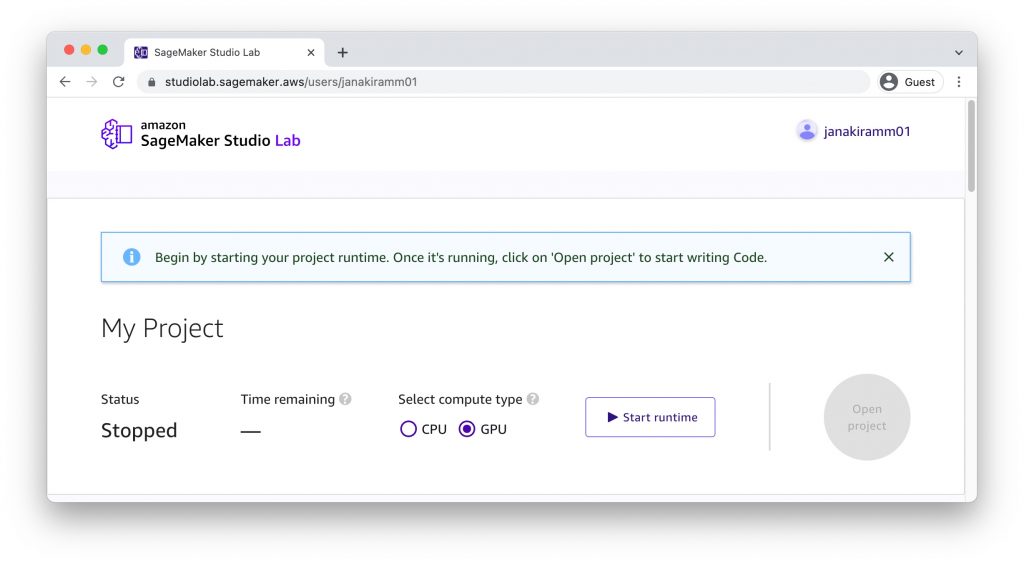 SageMaker Studio Lab
studiolab.sagemaker.aws/users/janakiramm01
Guest
amazon
SageMaker Studio Lab
janakiramm01
Begin by starting your project runtime. Once it's running, click on 'Open project' to start writing Code.
My Project
Status
Time remaining ?
Select compute type ?
Stopped
—
CPU
GPU
Start runtime
Open
project